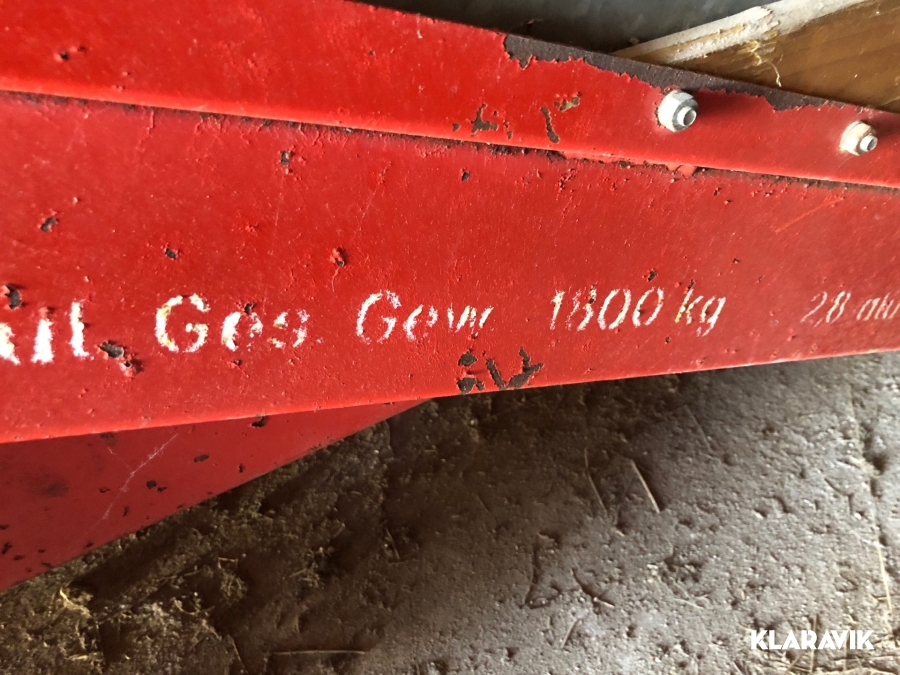 Ges. Gew. 1800 kg 2,8
KLARAVIK